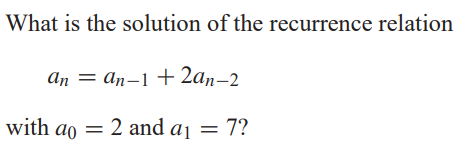 What is the solution of the recurrence relation
aₙ = aₙ₋₁ + 2aₙ₋₂
with a₀ = 2 and a₁ = 7?